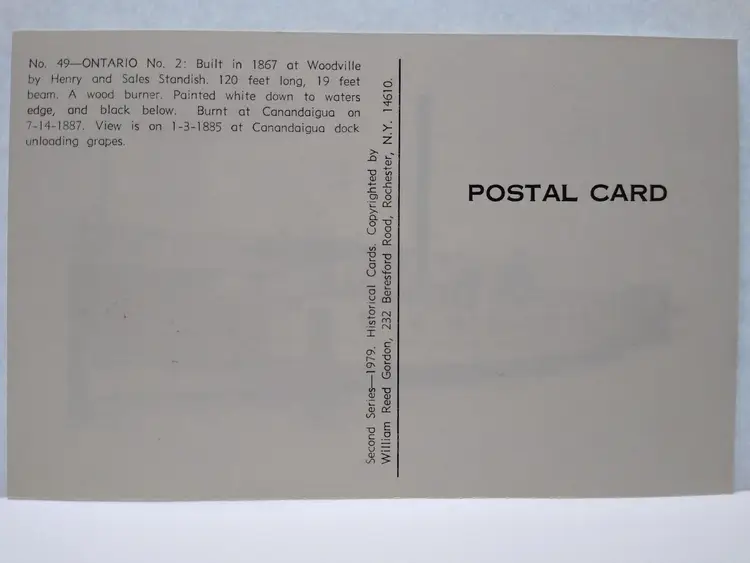 No. 49—ONTARIO No. 2: Built in 1867 at Woodville
by Henry and Sales Standish. 120 feet long, 19 feet
beam. A wood burner. Painted white down to waters
edge, and black below. Burnt at Canandaigua on
7-14-1887. View is on 1-3-1885 at Canandaigua dock
unloading grapes.
Second Series—1979. Historical Cards. Copyrighted by
William Reed Gordon, 232 Beresford Road, Rochester, N.Y. 14610.
POSTAL CARD